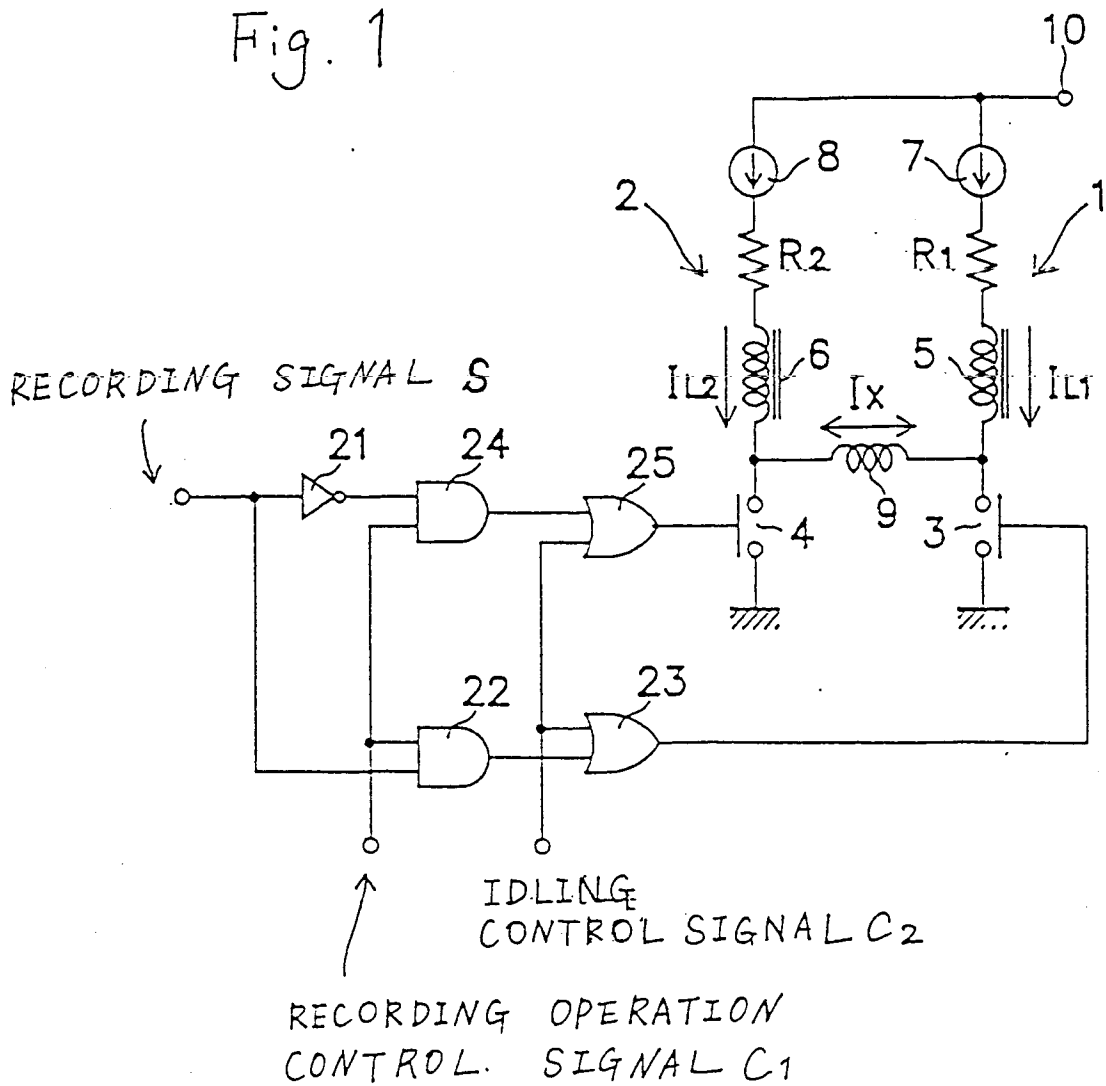 Fig. 1
10
8
7
2
1
R2
R1
6
5
IL2
IL1
RECORDING SIGNAL S
Ix
21
24
25
9
4
3
22
23
IDLING
CONTROL SIGNAL C2
RECORDING OPERATION
CONTROL. SIGNAL C1